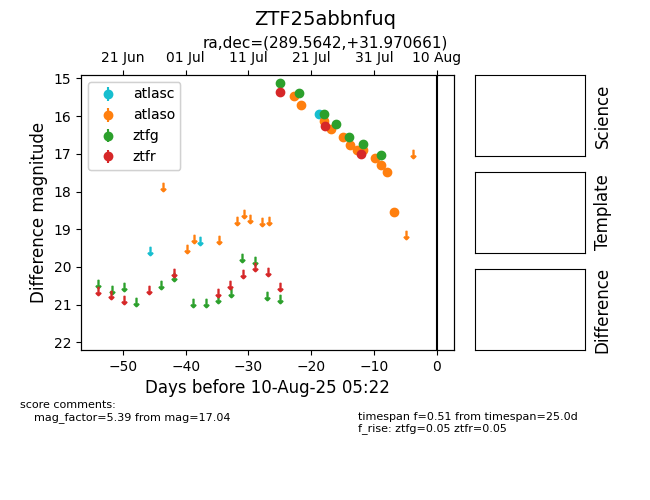 ZTF25abbnfuq
ra,dec=(289.5642,+31.970661)
21 Jun 01 Jul 11 Jul 21 Jul 31 Jul 10 Aug
atlasc
atlaso
ztfg
ztfr
15
16
17
18
19
20
21
22
Difference magnitude
−50 −40 −30 −20 −10 0
Days before 10-Aug-25 05:22
Science
Template
Difference
score comments:
mag_factor=5.39 from mag=17.04
timespan f=0.51 from timespan=25.0d
f_rise: ztfg=0.05 ztfr=0.05